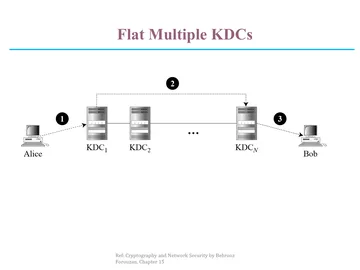 Flat Multiple KDCs
2
1
3
...
Alice
KDC1
KDC2
KDCN
Bob
Ref: Cryptography and Network Security by Behrouz
Forouzan, Chapter 15